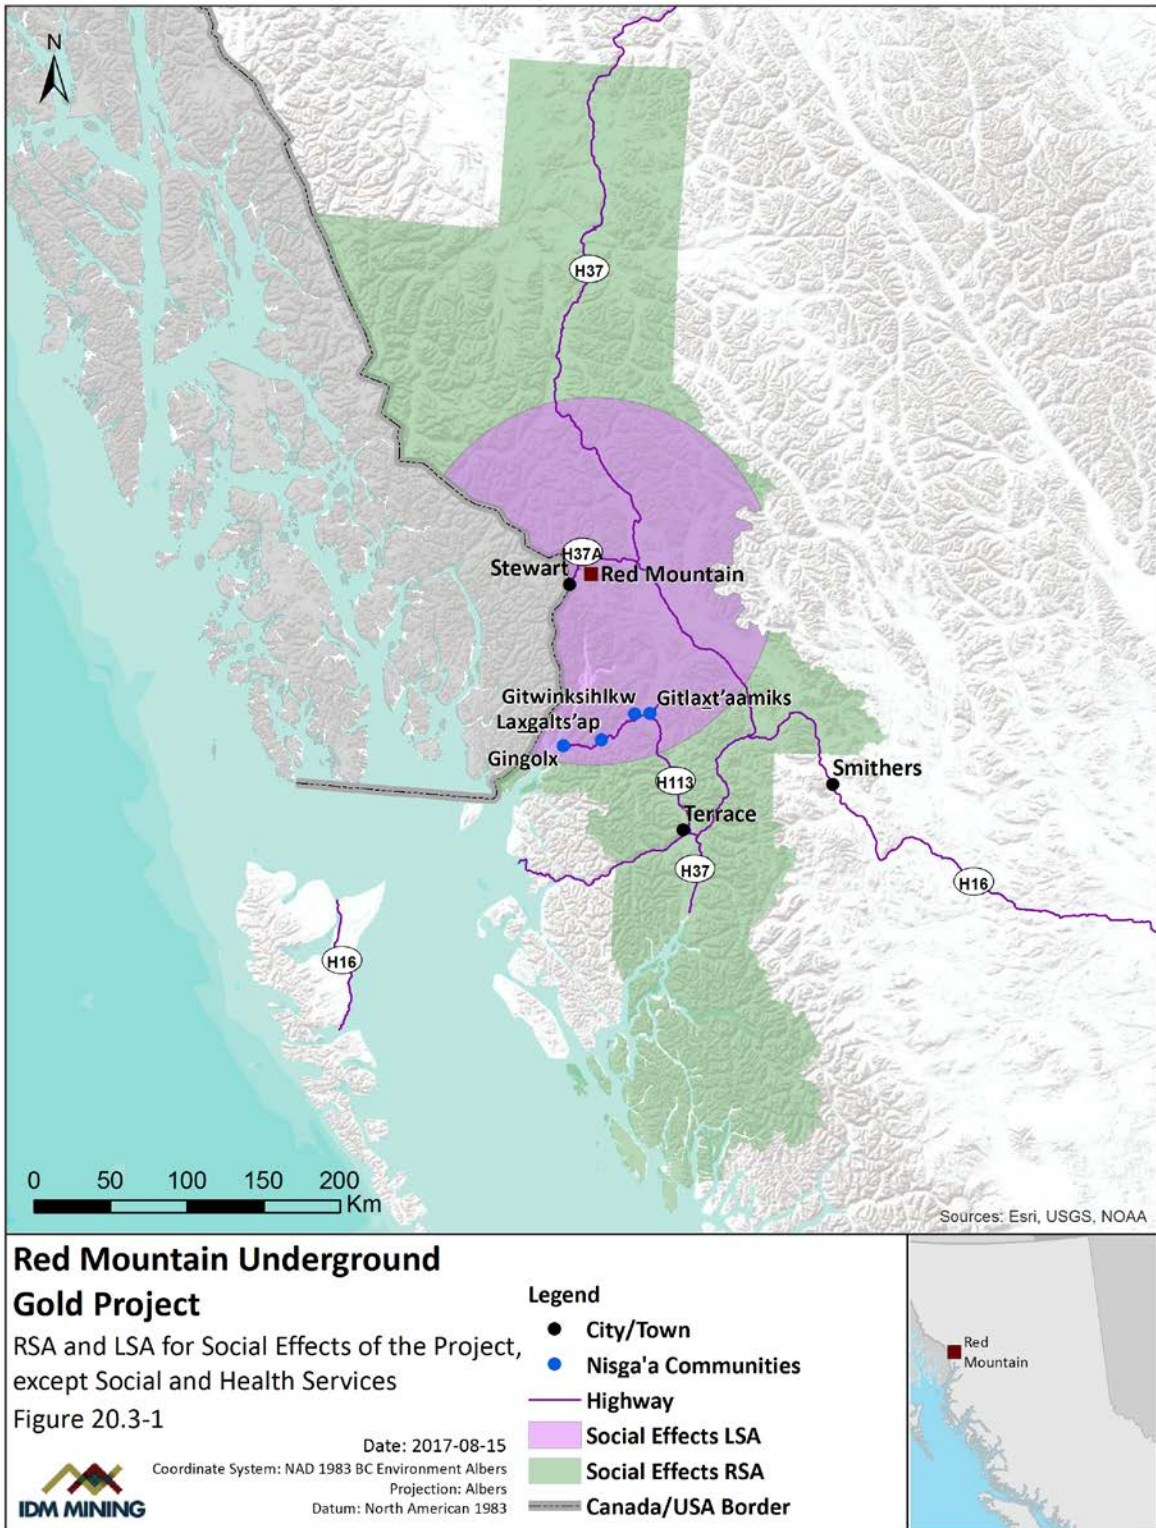 N
H37
H37A
Stewart
Red Mountain
Gitwinksihlkw
Gitlax̱t'aamiks
Lax̱galts'ap
Gingolx
H113
Smithers
Terrace
H37
H16
H16
0 50 100 150 200
Km
Sources: Esri, USGS, NOAA
Red Mountain Underground
Gold Project
RSA and LSA for Social Effects of the Project,
except Social and Health Services
Figure 20.3-1
Date: 2017-08-15
Coordinate System: NAD 1983 BC Environment Albers
Projection: Albers
Datum: North American 1983
IDM MINING
Legend
City/Town
Nisga'a Communities
Highway
Social Effects LSA
Social Effects RSA
Canada/USA Border
Red
Mountain